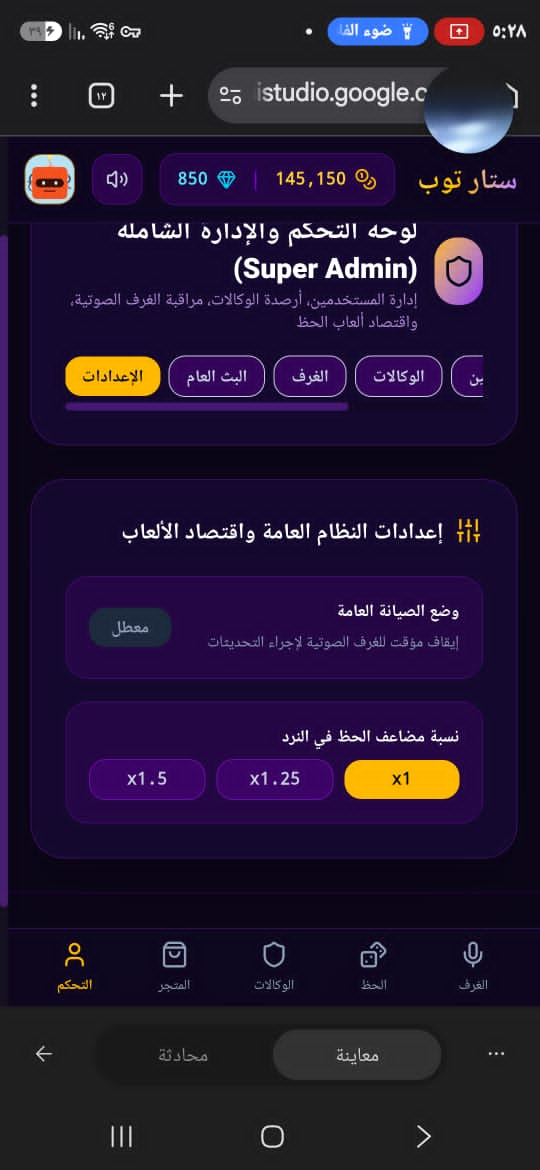 ٥:٢٨
ضوء الفا
٣٩
istudio.google.c
١٢
ستار توب
145,150
850
لوحة التحكم والإدارة الشاملة
(Super Admin)
إدارة المستخدمين، أرصدة الوكالات، مراقبة الغرف الصوتية،
واقتصاد ألعاب الحظ
ين
الوكالات
الغرف
البث العام
الإعدادات
إعدادات النظام العامة واقتصاد الألعاب
وضع الصيانة العامة
إيقاف مؤقت للغرف الصوتية لإجراء التحديثات
معطل
نسبة مضاعف الحظ في النرد
x1
x1.25
x1.5
الغرف
الحظ
الوكالات
المتجر
التحكم
معاينة
محادثة